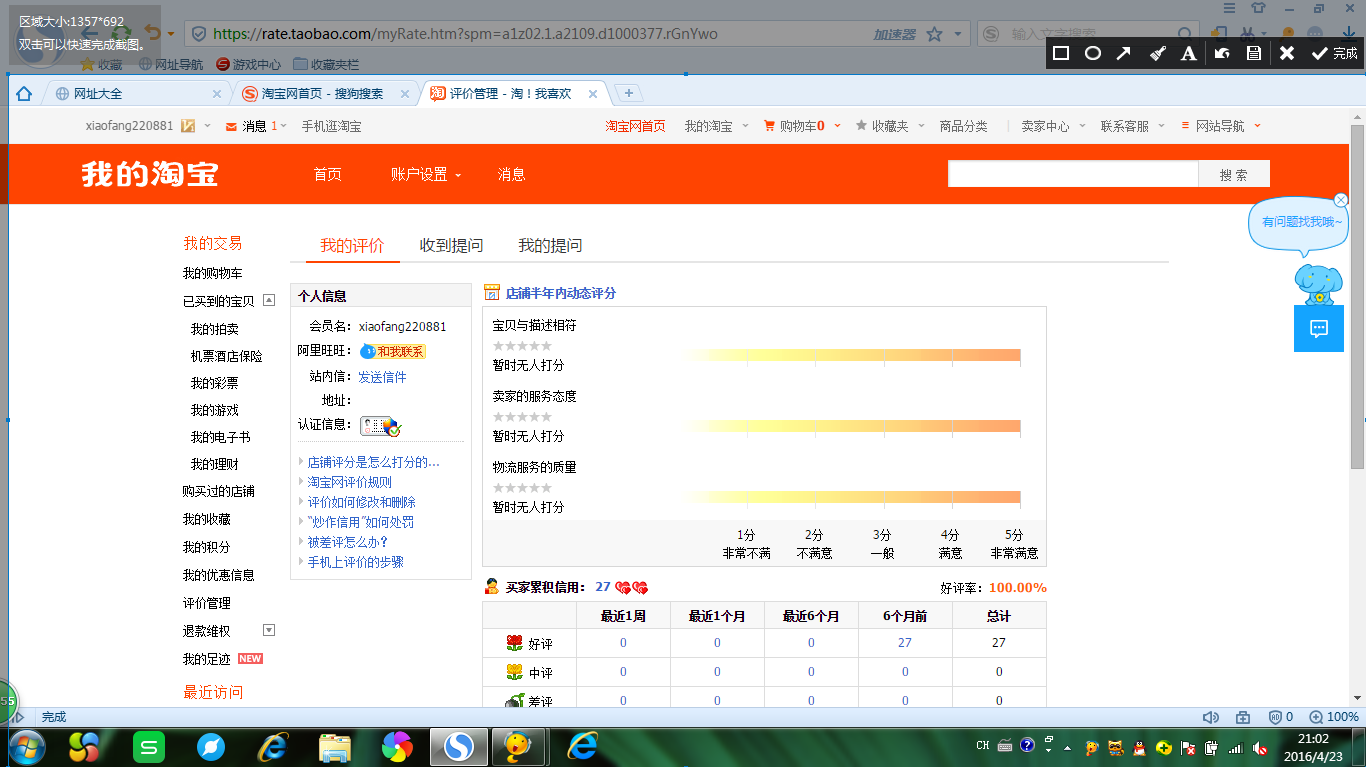 区域大小:1357*692
双击可以快速完成截图。
https://rate.taobao.com/myRate.htm?spm=a1z02.1.a2109.d1000377.rGnYwo
加速器
输入文字搜索
收藏 网址导航 游戏中心 收藏夹栏
完成
网址大全 淘宝网首页 - 搜狗搜索 评价管理 - 淘！我喜欢
xiaofang220881 消息 1 手机逛淘宝 淘宝网首页 我的淘宝 购物车0 收藏夹 商品分类 卖家中心 联系客服 网站导航
我的淘宝 首页 账户设置 消息 搜 索
有问题找我哦~
我的交易
我的购物车
已买到的宝贝
我的拍卖
机票酒店保险
我的彩票
我的游戏
我的电子书
我的理财
购买过的店铺
我的收藏
我的积分
我的优惠信息
评价管理
退款维权
我的足迹 NEW
最近访问
我的评价 收到提问 我的提问
个人信息
会员名：xiaofang220881
阿里旺旺： 和我联系
站内信：发送信件
地址：
认证信息：
店铺评分是怎么打分的...
淘宝网评价规则
评价如何修改和删除
“炒作信用”如何处罚
被差评怎么办?
手机上评价的步骤
店铺半年内动态评分
宝贝与描述相符
暂时无人打分
卖家的服务态度
暂时无人打分
物流服务的质量
暂时无人打分
1分 2分 3分 4分 5分
非常不满 不满意 一般 满意 非常满意
买家累积信用： 27 好评率：100.00%
最近1周 最近1个月 最近6个月 6个月前 总计
好评 0 0 0 27 27
中评 0 0 0 0 0
差评 0 0 0 0 0
55
完成 0 100%
CH 21:02
2016/4/23